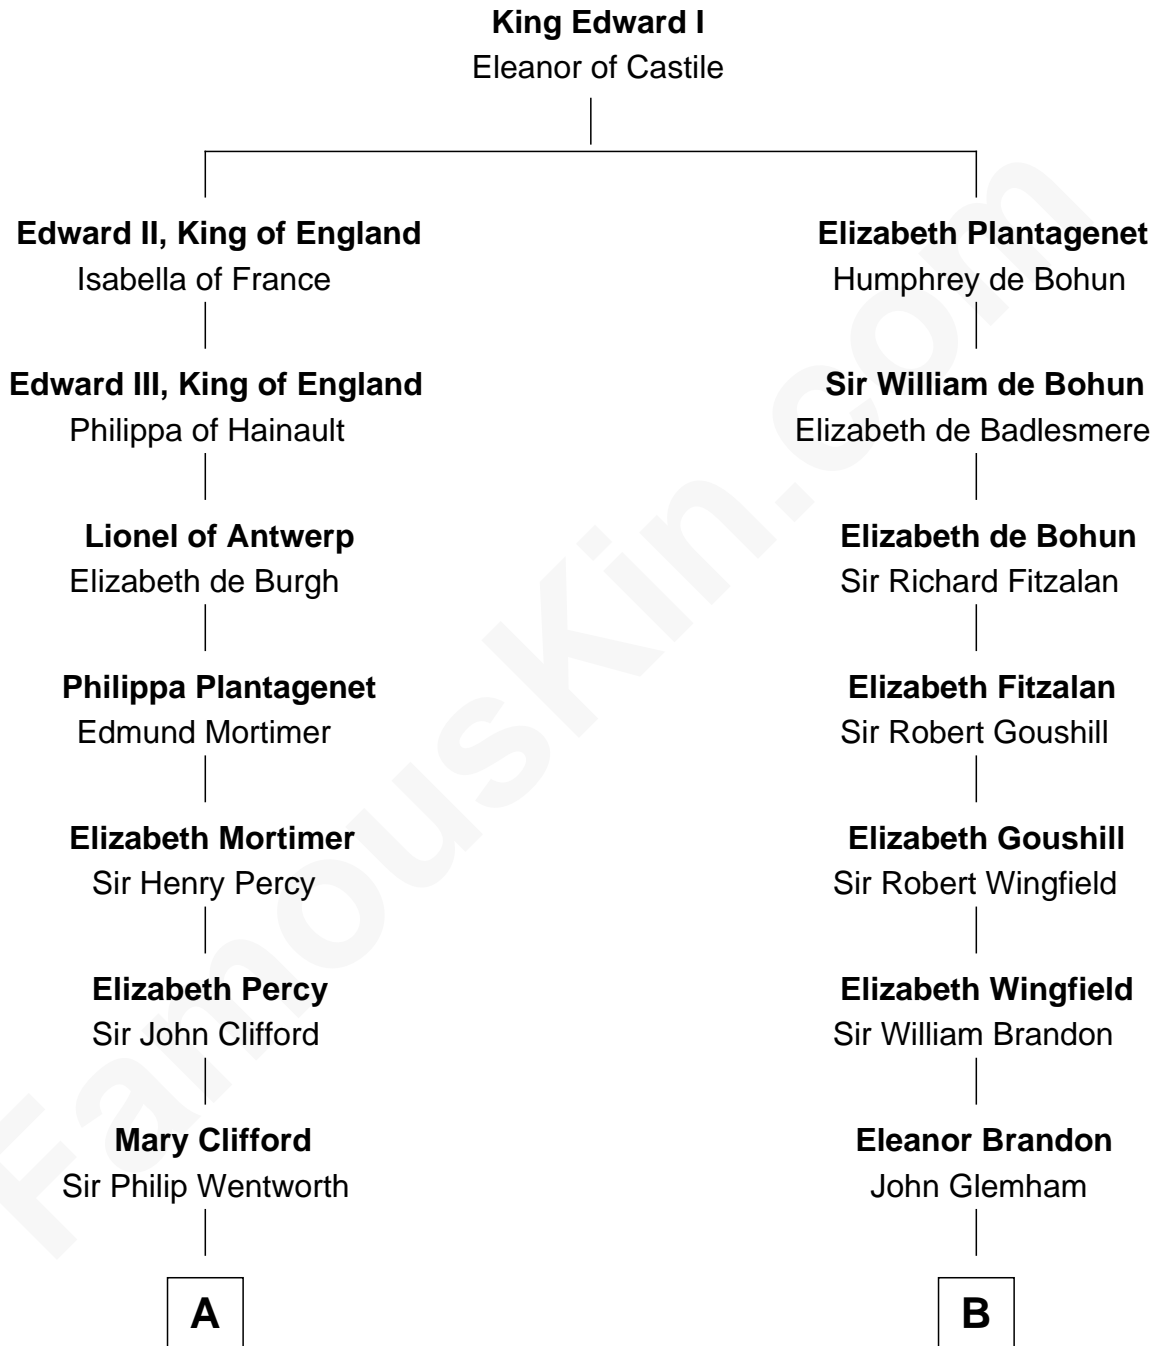 King Edward I
Eleanor of Castile
Edward II, King of England
Isabella of France
Edward III, King of England
Philippa of Hainault
Lionel of Antwerp
Elizabeth de Burgh
Philippa Plantagenet
Edmund Mortimer
Elizabeth Mortimer
Sir Henry Percy
Elizabeth Percy
Sir John Clifford
Mary Clifford
Sir Philip Wentworth
A
Elizabeth Plantagenet
Humphrey de Bohun
Sir William de Bohun
Elizabeth de Badlesmere
Elizabeth de Bohun
Sir Richard Fitzalan
Elizabeth Fitzalan
Sir Robert Goushill
Elizabeth Goushill
Sir Robert Wingfield
Elizabeth Wingfield
Sir William Brandon
Eleanor Brandon
John Glemham
B
FamousKin.com